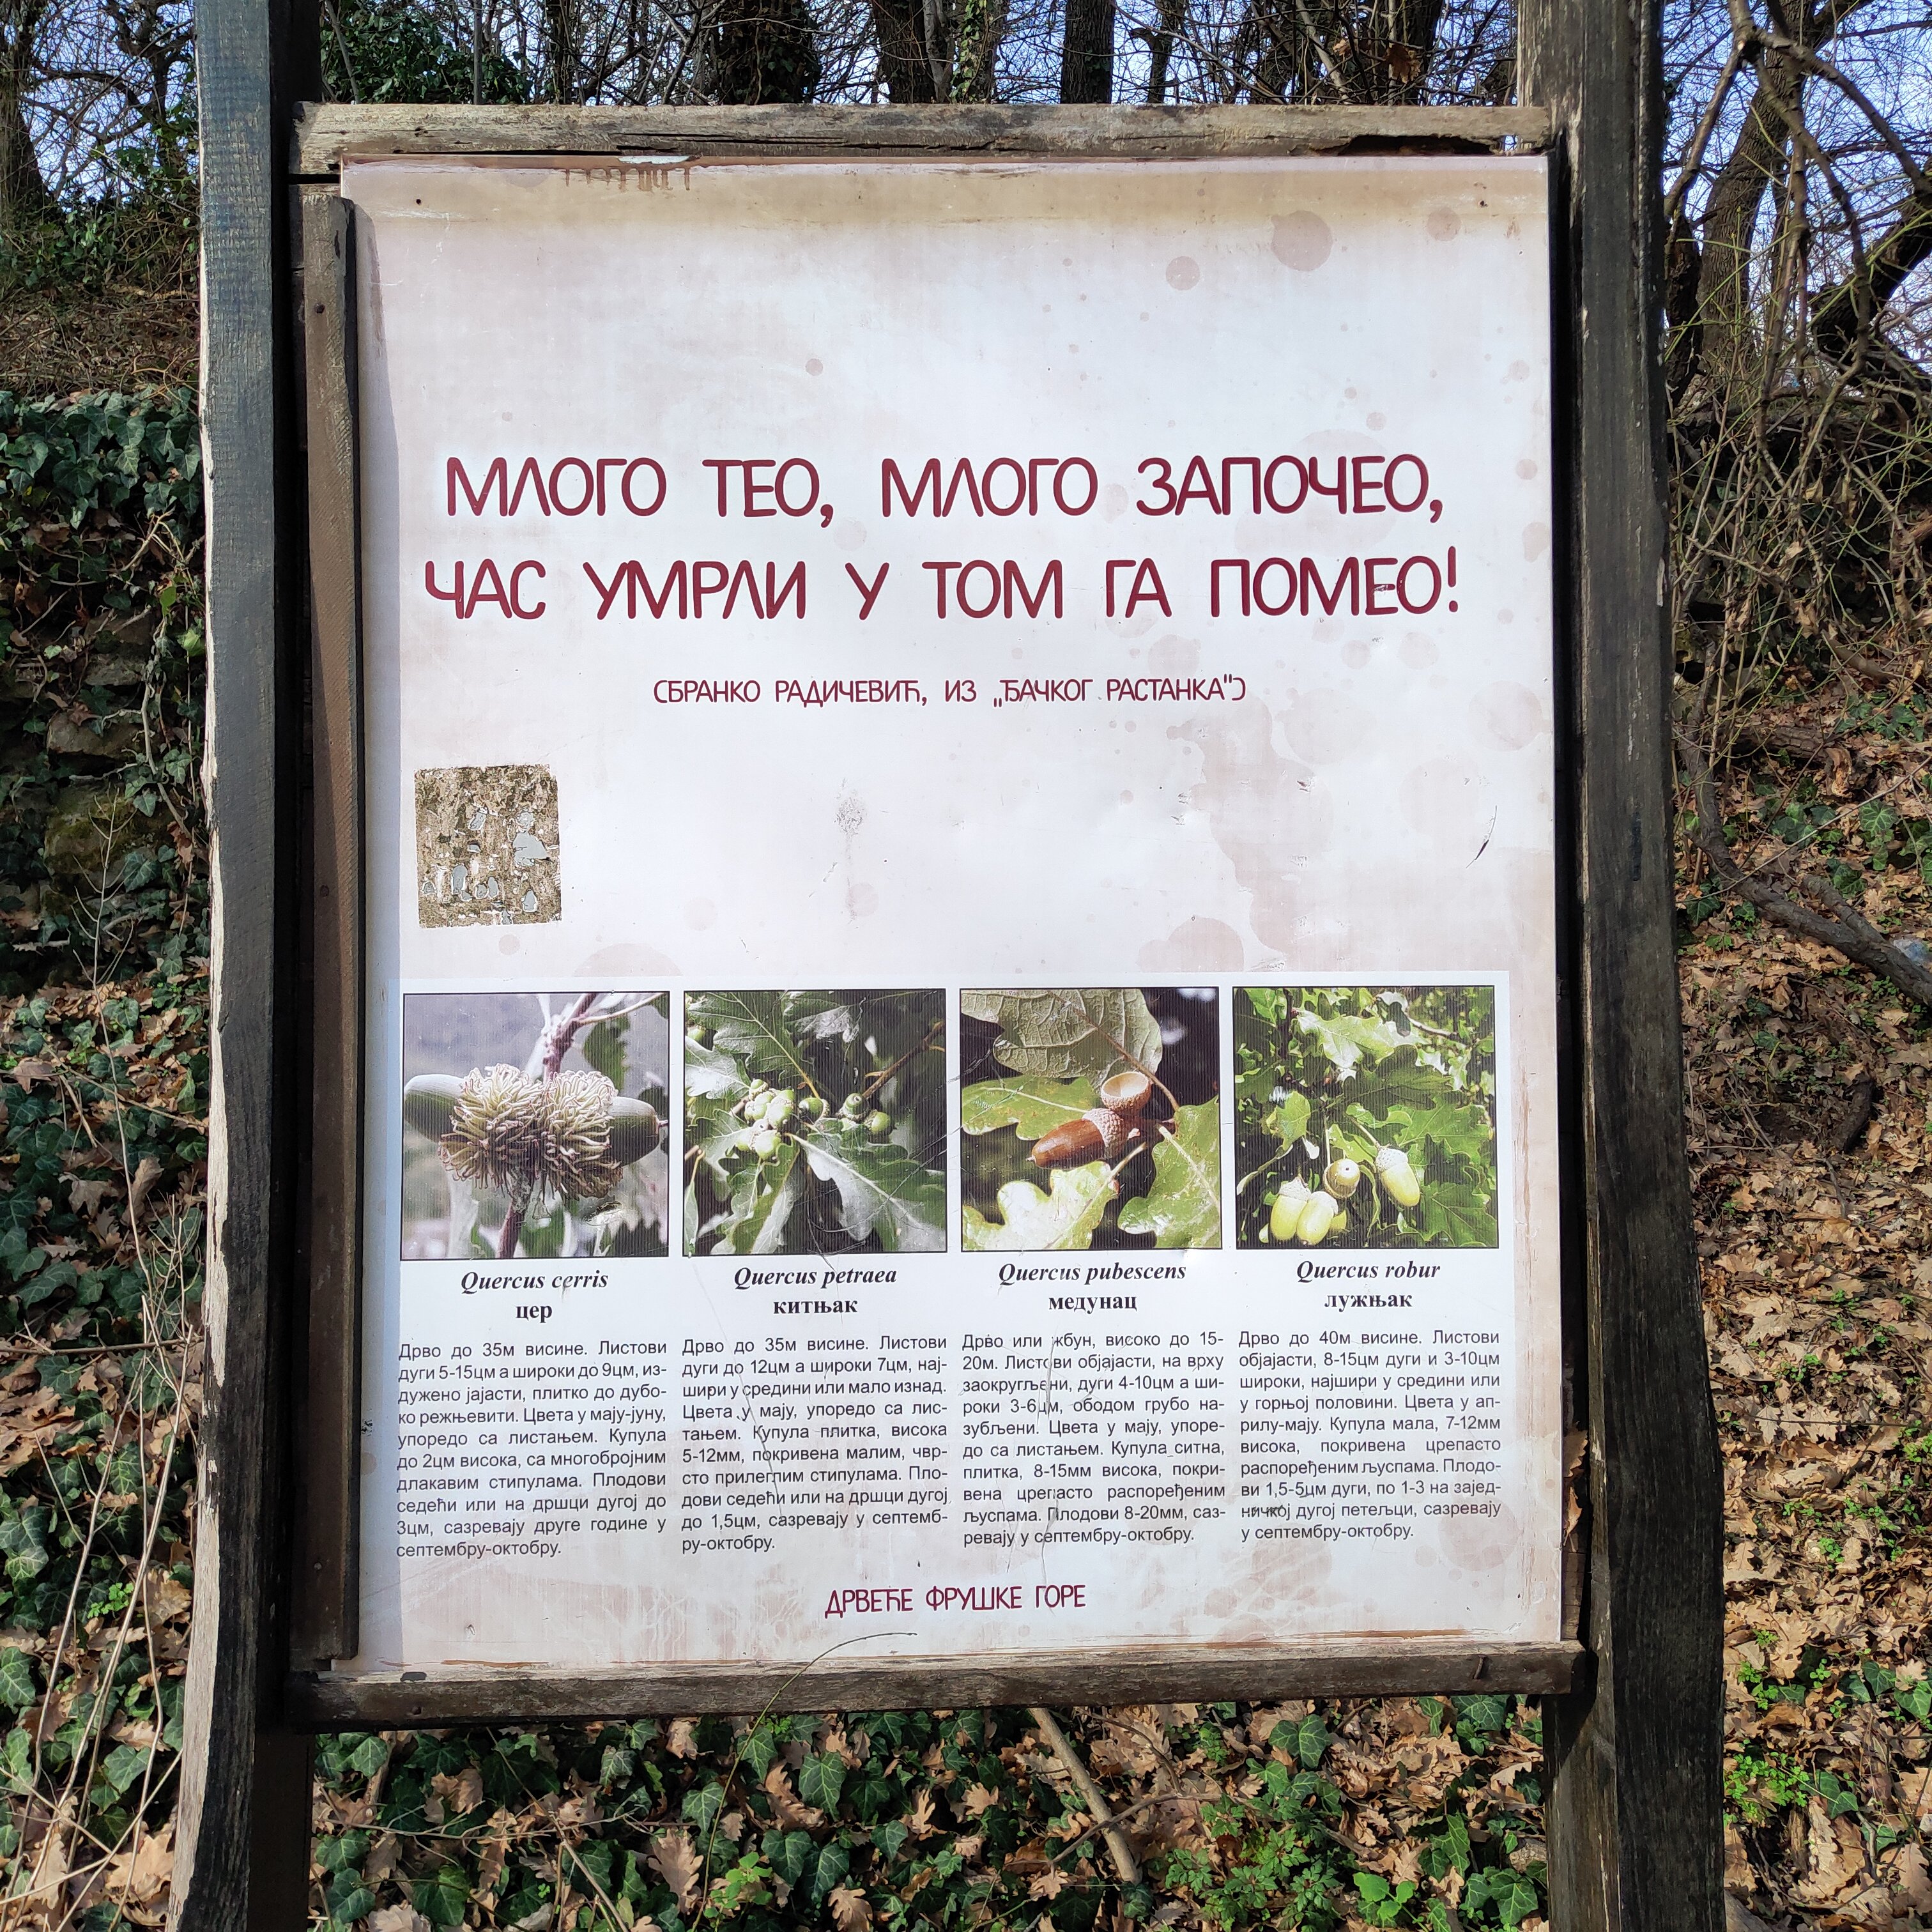 МЛОГО ТЕО, МЛОГО ЗАПОЧЕО,
ЧАС УМРЛИ У ТОМ ГА ПОМЕО!
(БРАНКО РАДИЧЕВИЋ, ИЗ „ЂАЧКОГ РАСТАНКА")
Quercus cerris
цер
Дрво до 35м висине. Листови
дуги 5-15цм а широки до 9цм, из-
дужено јајасти, плитко до дубо-
ко режњевити. Цвета у мају-јуну,
упоредо са листањем. Купула
до 2цм висока, са многобројним
длакавим стипулама. Плодови
седећи или на дршци дугој до
3цм, сазревају друге године у
септембру-октобру.
Quercus petraea
китњак
Дрво до 35м висине. Листови
дуги до 12цм а широки 7цм, нај-
шири у средини или мало изнад.
Цвета у мају, упоредо са лис-
тањем. Купула плитка, висока
5-12мм, покривена малим, чвр-
сто прилеглим стипулама. Пло-
дови седећи или на дршци дугој
до 1,5цм, сазревају у септемб-
ру-октобру.
Quercus pubescens
медунац
Дрво или жбун, високо до 15-
20м. Листови објајасти, на врху
заокругљени, дуги 4-10цм а ши-
роки 3-6цм, ободом грубо на-
зубљени. Цвета у мају, упоре-
до са листањем. Купула ситна,
плитка, 8-15мм висока, покри-
вена црепасто распоређеним
љуспама. Плодови 8-20мм, саз-
ревају у септембру-октобру.
Quercus robur
лужњак
Дрво до 40м висине. Листови
објајасти, 8-15цм дуги и 3-10цм
широки, најшири у средини или
у горњој половини. Цвета у ап-
рилу-мају. Купула мала, 7-12мм
висока, покривена црепасто
распоређеним љуспама. Плодо-
ви 1,5-5цм дуги, по 1-3 на зајед-
ничкој дугој петељци, сазревају
у септембру-октобру.
ДРВЕЋЕ ФРУШКЕ ГОРЕ